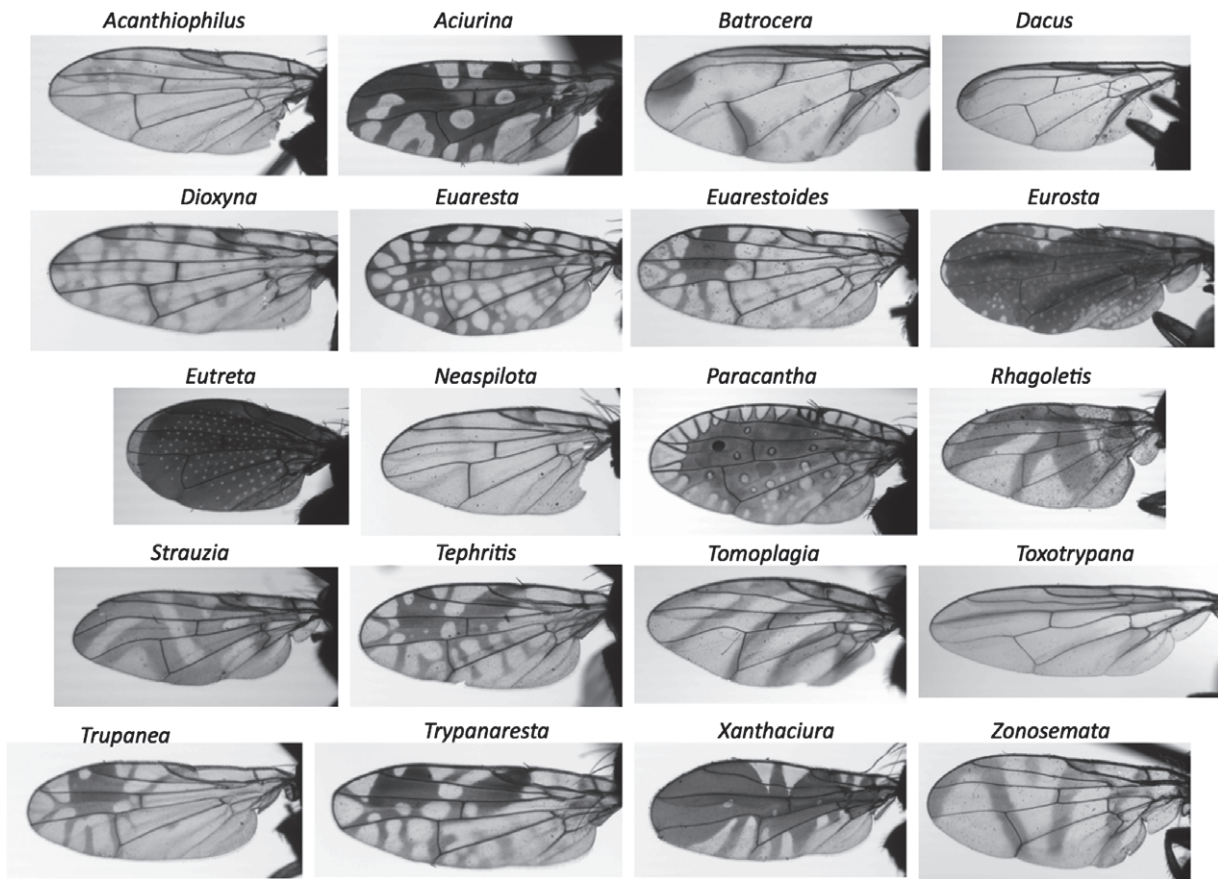 Acanthiophilus Aciurina Batrocera Dacus
Dioxyna Euaresta Euarestoides Eurosta
Eutreta Neaspilota Paracantha Rhagoletis
Strauzia Tephritis Tomoplagia Toxotrypana
Trupanea Trypanaresta Xanthaciura Zonosemata